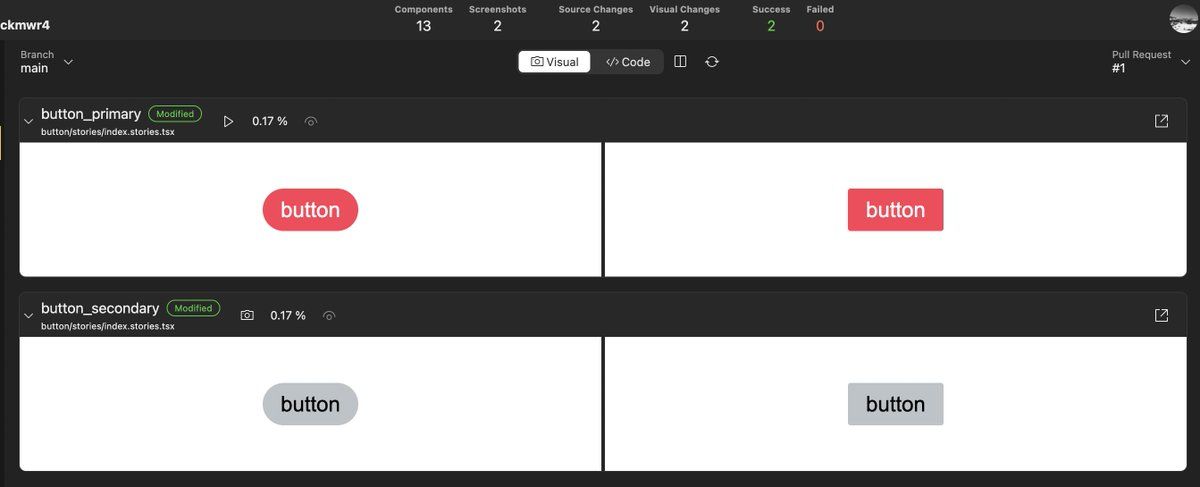 ckmwr4
Components Screenshots Source Changes Visual Changes Success Failed
13 2 2 2 2 0
Branch
main
Visual
</> Code
Pull Request
#1
button_primary Modified 0.17 %
button/stories/index.stories.tsx
button button
button_secondary Modified 0.17 %
button/stories/index.stories.tsx
button button